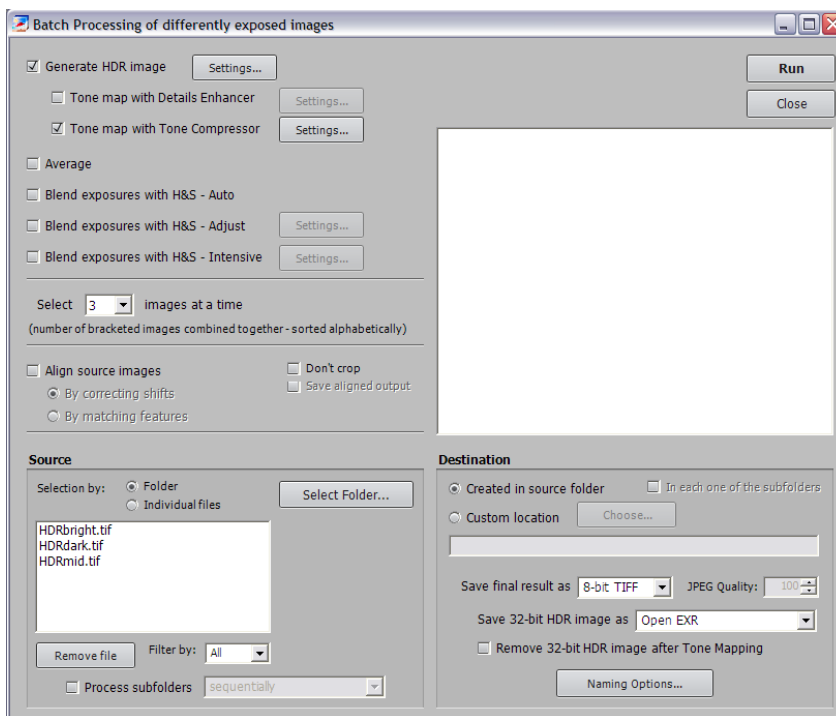 Batch Processing of differently exposed images
Generate HDR image Settings...
Run
Tone map with Details Enhancer Settings...
Close
Tone map with Tone Compressor Settings...
Average
Blend exposures with H&S - Auto
Blend exposures with H&S - Adjust Settings...
Blend exposures with H&S - Intensive Settings...
Select 3 images at a time
(number of bracketed images combined together - sorted alphabetically)
Align source images
Don't crop
By correcting shifts
Save aligned output
By matching features
Source
Selection by: Folder
Individual files
Select Folder...
HDRbright.tif
HDRdark.tif
HDRmid.tif
Remove file Filter by: All
Process subfolders sequentially
Destination
Created in source folder In each one of the subfolders
Custom location Choose...
Save final result as 8-bit TIFF JPEG Quality: 100
Save 32-bit HDR image as Open EXR
Remove 32-bit HDR image after Tone Mapping
Naming Options...